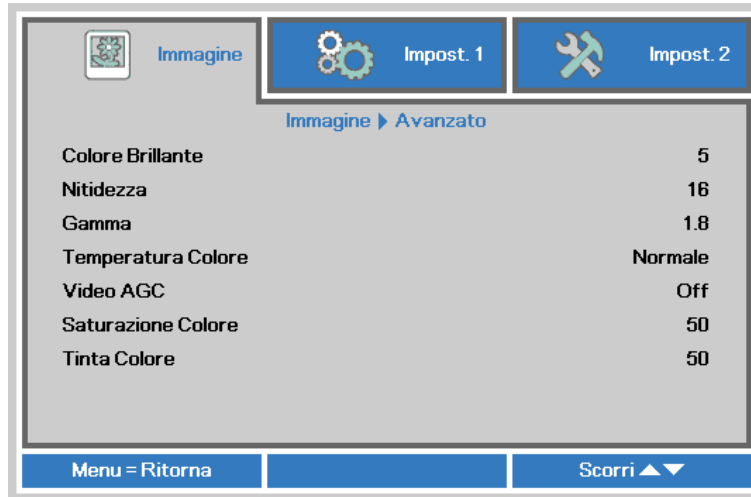 Immagine
Impost. 1
Impost. 2
Immagine ▶ Avanzato
Colore Brillante 5
Nitidezza 16
Gamma 1.8
Temperatura Colore Normale
Video AGC Off
Saturazione Colore 50
Tinta Colore 50
Menu = Ritorna
Scorri ▲▼